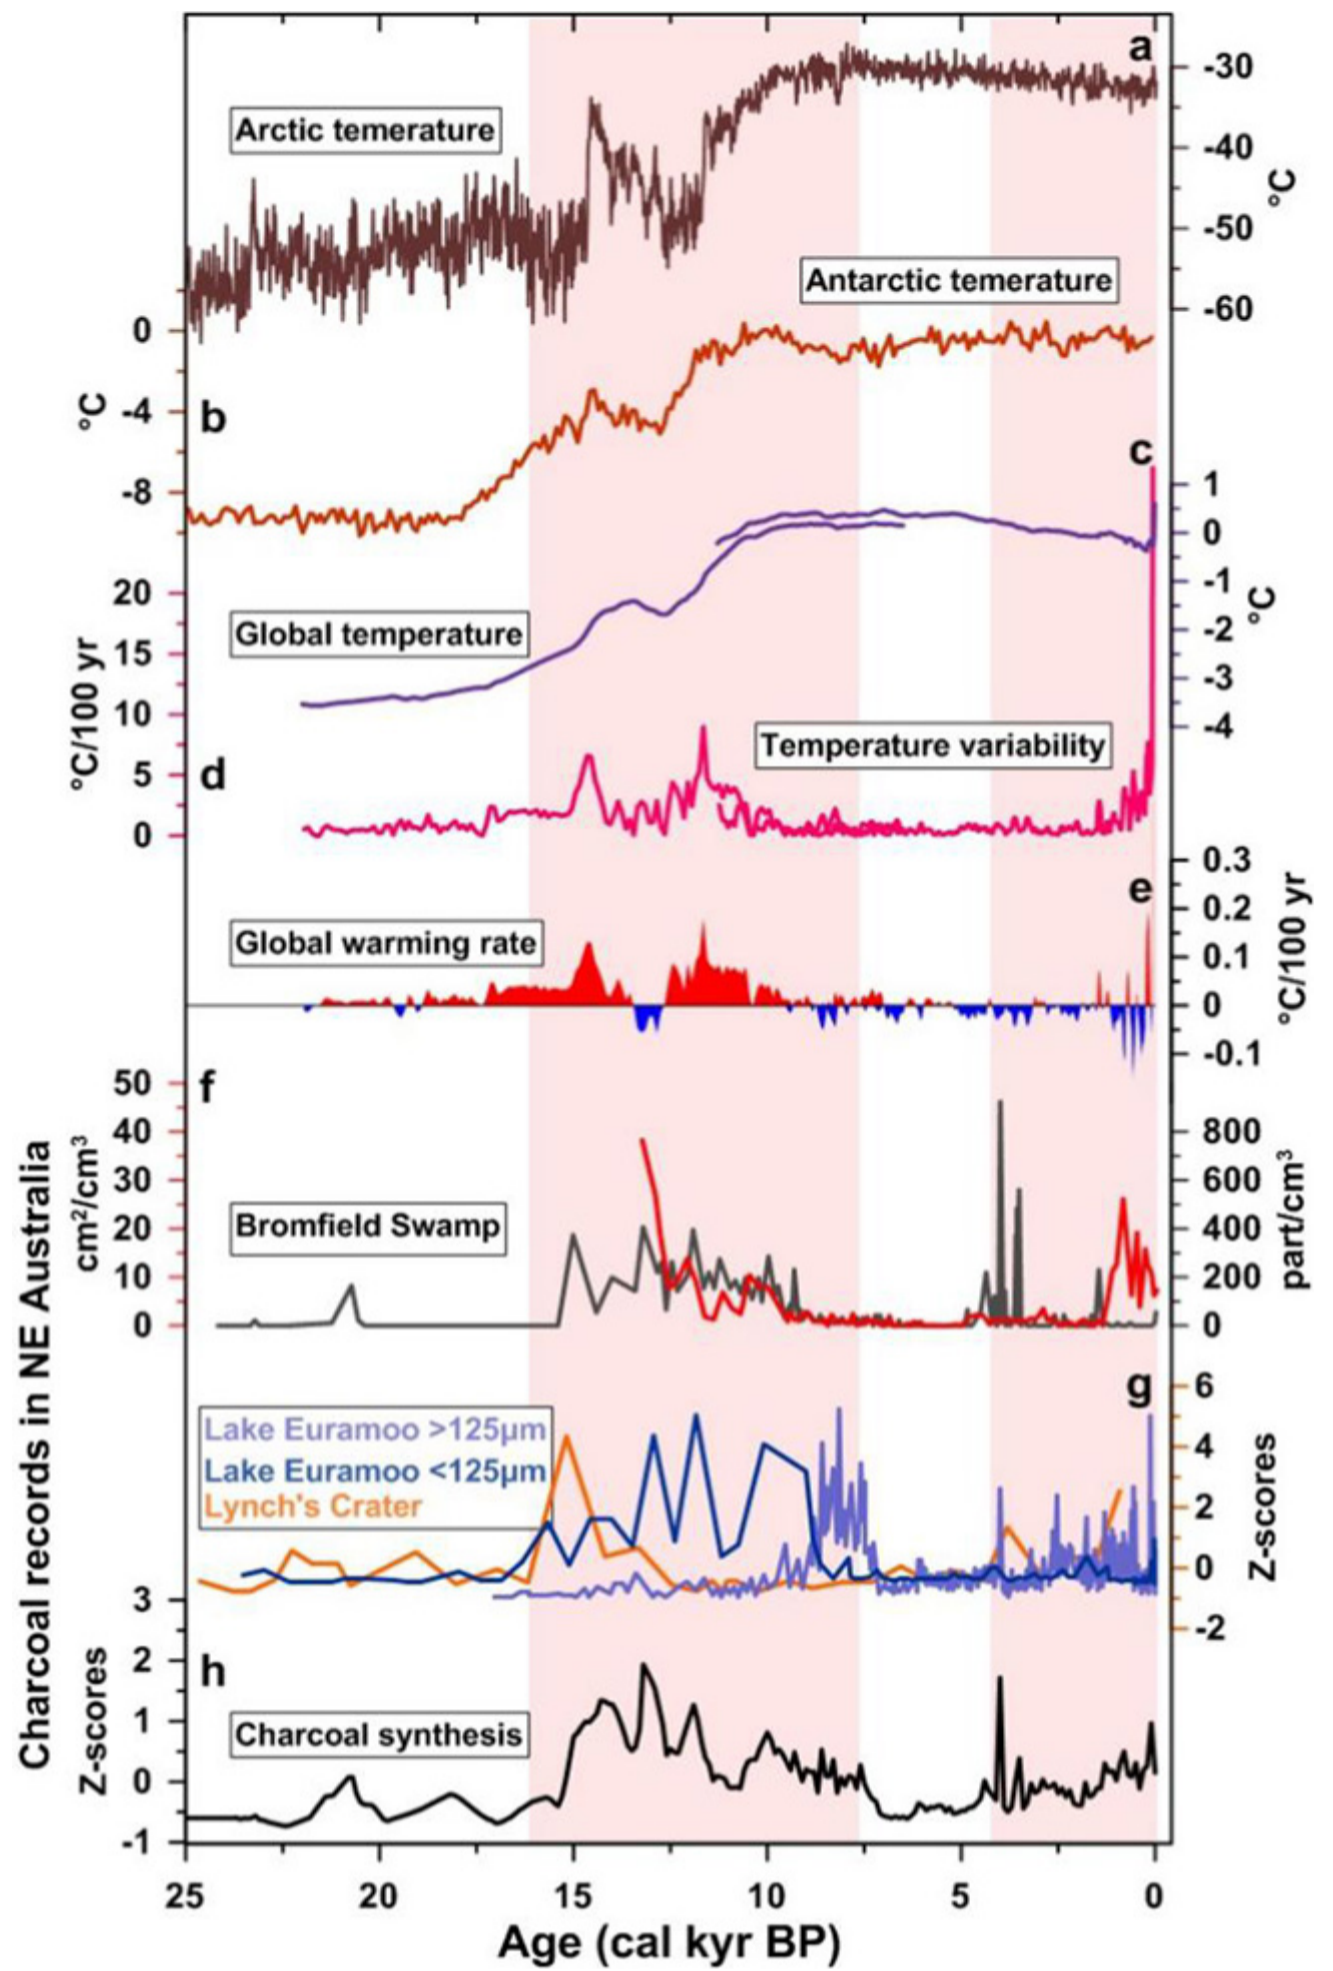 a
-30
Arctic temerature
-40
°C
-50
Antarctic temerature
-60
0
°C
-4
b
-8
c
1
0
-1
°C
-2
-3
-4
20
Global temperature
°C/100 yr
15
10
Temperature variability
d
5
0
0.3
e
0.2
Global warming rate
0.1
°C/100 yr
0
-0.1
50
f
40
800
cm²/cm³
30
600
part/cm³
Bromfield Swamp
20
400
10
200
0
0
Charcoal records in NE Australia
g
6
Lake Euramoo >125μm
4
Lake Euramoo <125μm
Lynch's Crater
2
Z-scores
0
-2
3
h
2
Z-scores
1
Charcoal synthesis
0
-1
25
20
15
10
5
0
Age (cal kyr BP)